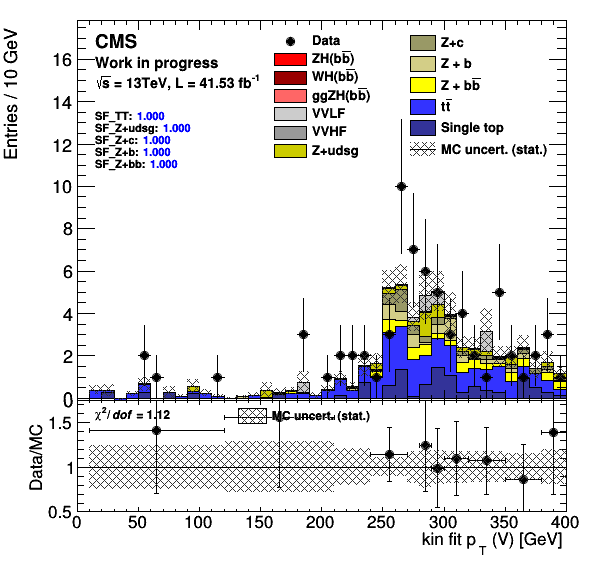 CMS
Work in progress
√s = 13TeV, L = 41.53 fb⁻¹
SF_TT: 1.000
SF_Z+udsg: 1.000
SF_Z+c: 1.000
SF_Z+b: 1.000
SF_Z+bb: 1.000
Data
ZH(bb̅)
WH(bb̅)
ggZH(bb̅)
VVLF
VVHF
Z+udsg
Z+c
Z + b
Z + bb̅
tt̅
Single top
MC uncert. (stat.)
Entries / 10 GeV
16
14
12
10
8
6
4
2
0
χ²/ dof = 1.12
MC uncert. (stat.)
Data/MC
1.5
1
0.5
0 50 100 150 200 250 300 350 400
kin fit p_T (V) [GeV]